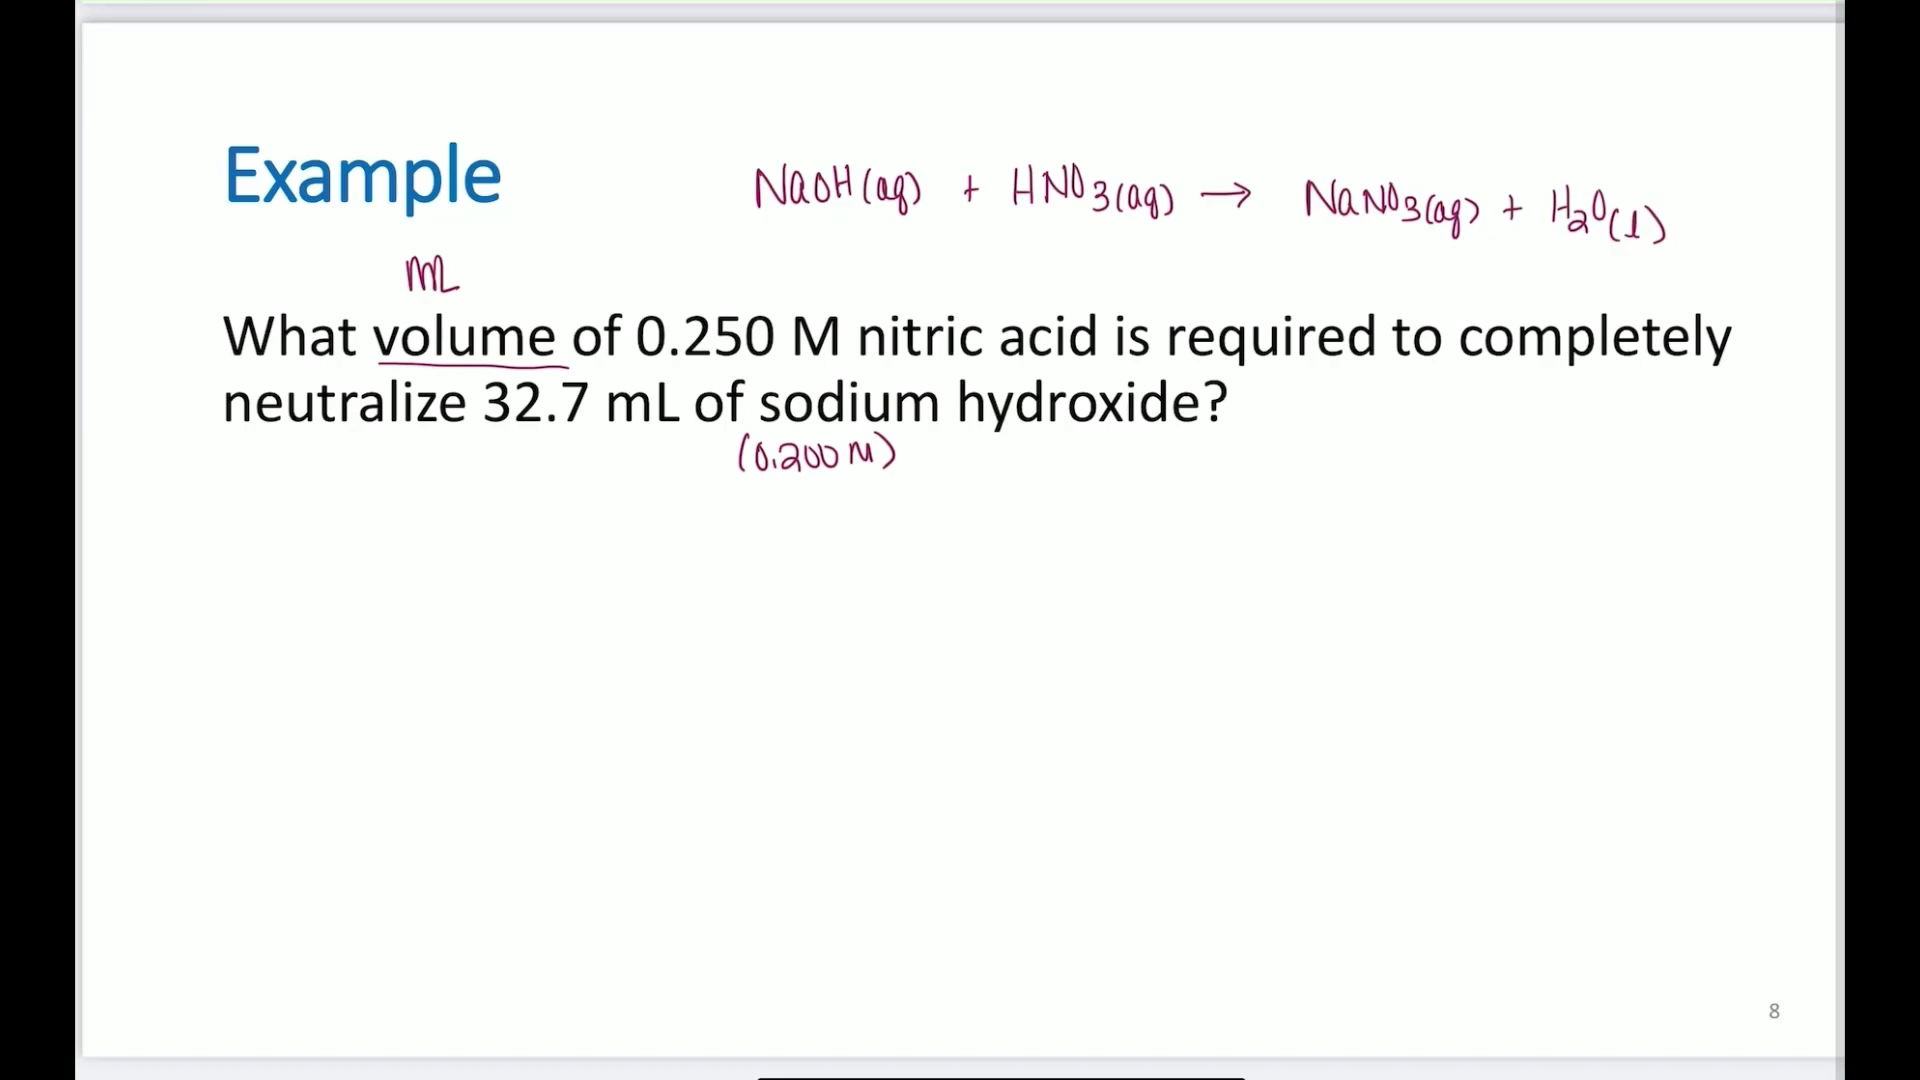 Example
NaOH(aq) + HNO3(aq) → NaNO3(aq) + H2O(l)
mL
What volume of 0.250 M nitric acid is required to completely
neutralize 32.7 mL of sodium hydroxide?
(0.200 M)
8